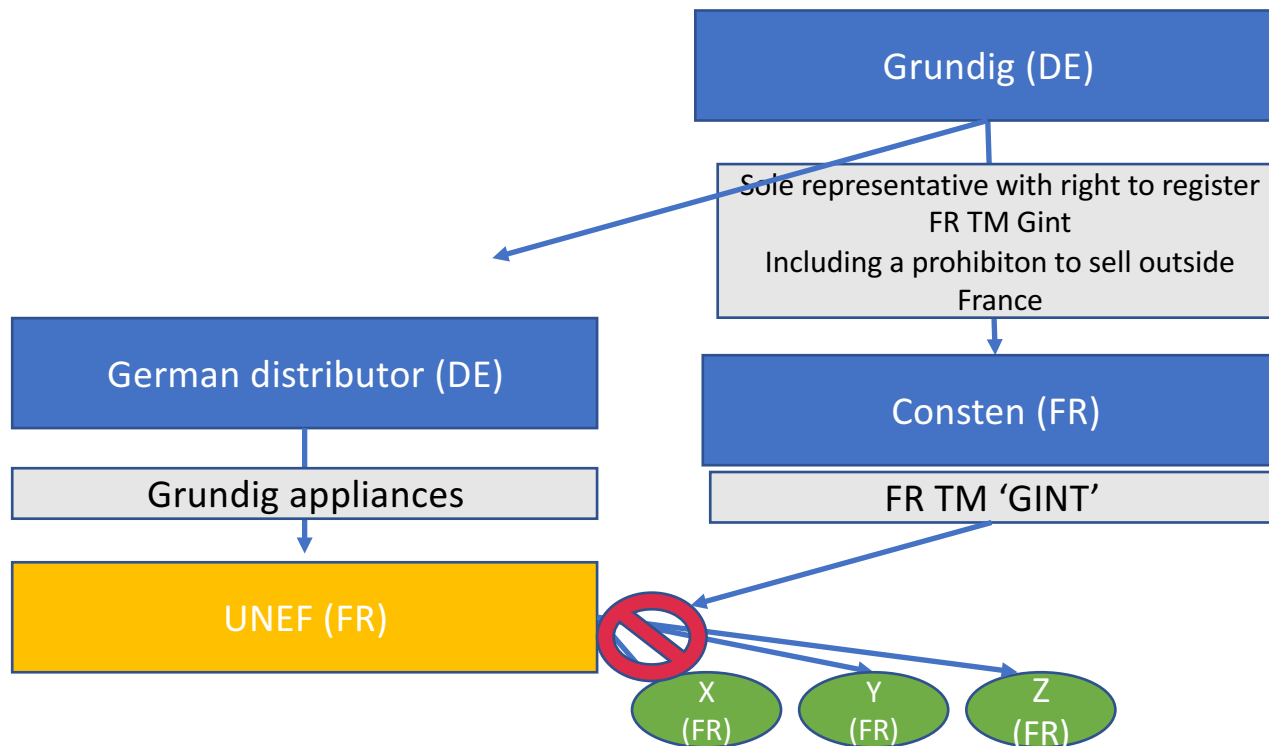 Grundig (DE)
Sole representative with right to register
FR TM Gint
Including a prohibiton to sell outside
France
German distributor (DE)
Consten (FR)
Grundig appliances
FR TM ‘GINT’
UNEF (FR)
X
(FR)
Y
(FR)
Z
(FR)